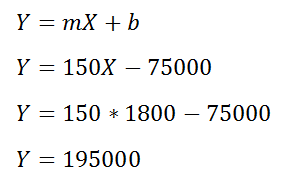 Y = mX + b
Y = 150X − 75000
Y = 150 * 1800 − 75000
Y = 195000